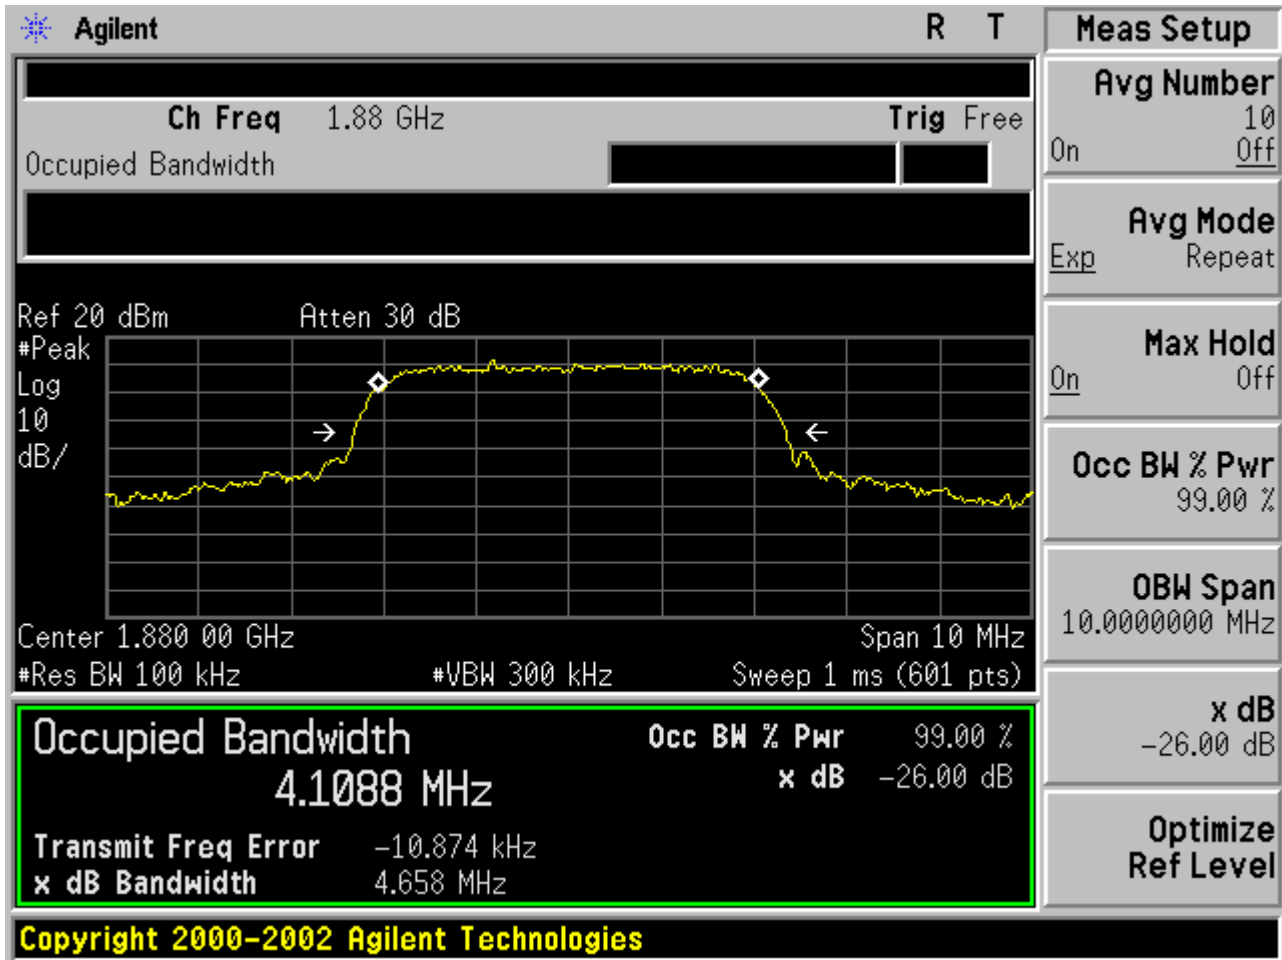 Agilent R T
Ch Freq 1.88 GHz Trig Free
Occupied Bandwidth
Ref 20 dBm Atten 30 dB
#Peak
Log
10
dB/
Center 1.880 00 GHz Span 10 MHz
#Res BW 100 kHz #VBW 300 kHz Sweep 1 ms (601 pts)
Occupied Bandwidth Occ BW % Pwr 99.00 %
4.1088 MHz x dB -26.00 dB
Transmit Freq Error -10.874 kHz
x dB Bandwidth 4.658 MHz
Copyright 2000-2002 Agilent Technologies
Meas Setup
Avg Number
10
On Off
Avg Mode
Exp Repeat
Max Hold
On Off
Occ BW % Pwr
99.00 %
OBW Span
10.0000000 MHz
x dB
-26.00 dB
Optimize
Ref Level